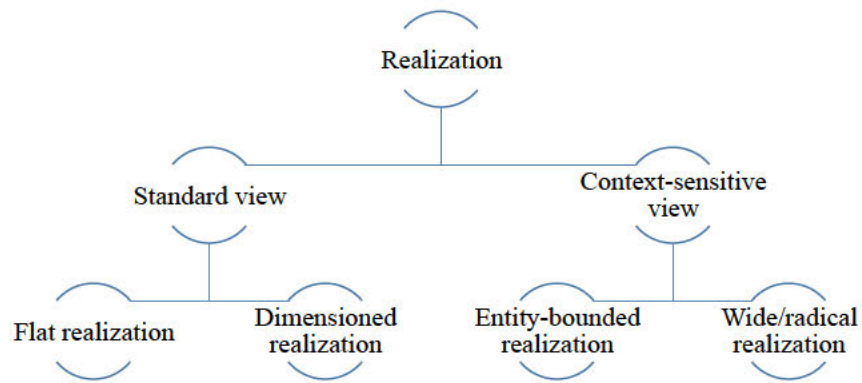 Realization
Standard view
Context-sensitive
view
Flat realization
Dimensioned
realization
Entity-bounded
realization
Wide/radical
realization